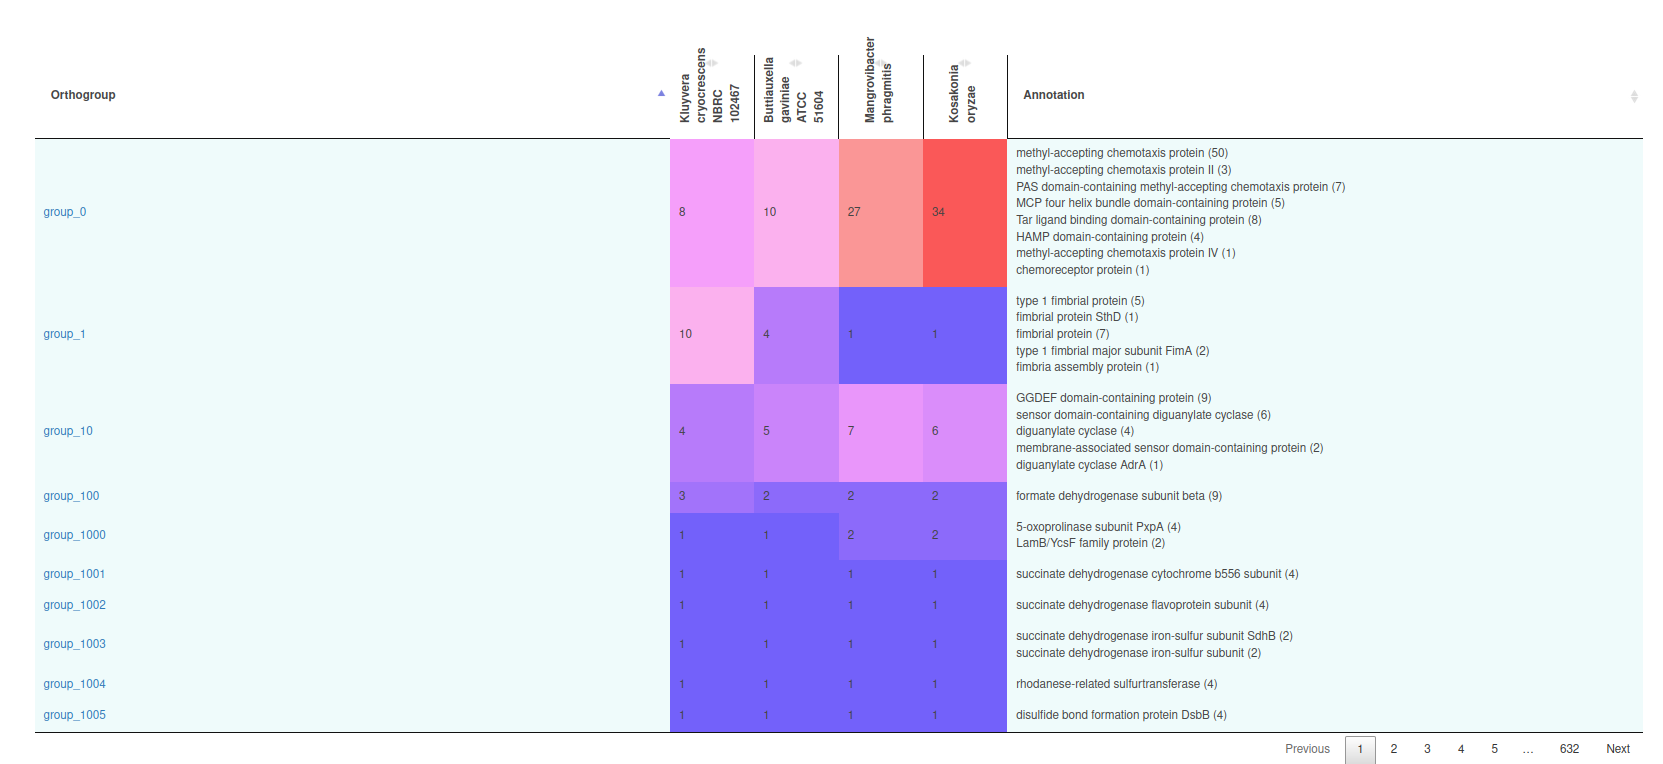 Orthogroup
Kluyvera
cryocrescens
NBRC
102467
Buttiauxella
gaviniae
ATCC
51604
Mangrovibacter
phragmitis
Kosakonia
oryzae
Annotation
group_0 8 10 27 34
methyl-accepting chemotaxis protein (50)
methyl-accepting chemotaxis protein II (3)
PAS domain-containing methyl-accepting chemotaxis protein (7)
MCP four helix bundle domain-containing protein (5)
Tar ligand binding domain-containing protein (8)
HAMP domain-containing protein (4)
methyl-accepting chemotaxis protein IV (1)
chemoreceptor protein (1)
group_1 10 4 1 1
type 1 fimbrial protein (5)
fimbrial protein SthD (1)
fimbrial protein (7)
type 1 fimbrial major subunit FimA (2)
fimbria assembly protein (1)
group_10 4 5 7 6
GGDEF domain-containing protein (9)
sensor domain-containing diguanylate cyclase (6)
diguanylate cyclase (4)
membrane-associated sensor domain-containing protein (2)
diguanylate cyclase AdrA (1)
group_100 3 2 2 2 formate dehydrogenase subunit beta (9)
group_1000 1 1 2 2
5-oxoprolinase subunit PxpA (4)
LamB/YcsF family protein (2)
group_1001 1 1 1 1 succinate dehydrogenase cytochrome b556 subunit (4)
group_1002 1 1 1 1 succinate dehydrogenase flavoprotein subunit (4)
group_1003 1 1 1 1
succinate dehydrogenase iron-sulfur subunit SdhB (2)
succinate dehydrogenase iron-sulfur subunit (2)
group_1004 1 1 1 1 rhodanese-related sulfurtransferase (4)
group_1005 1 1 1 1 disulfide bond formation protein DsbB (4)
Previous 1 2 3 4 5 … 632 Next